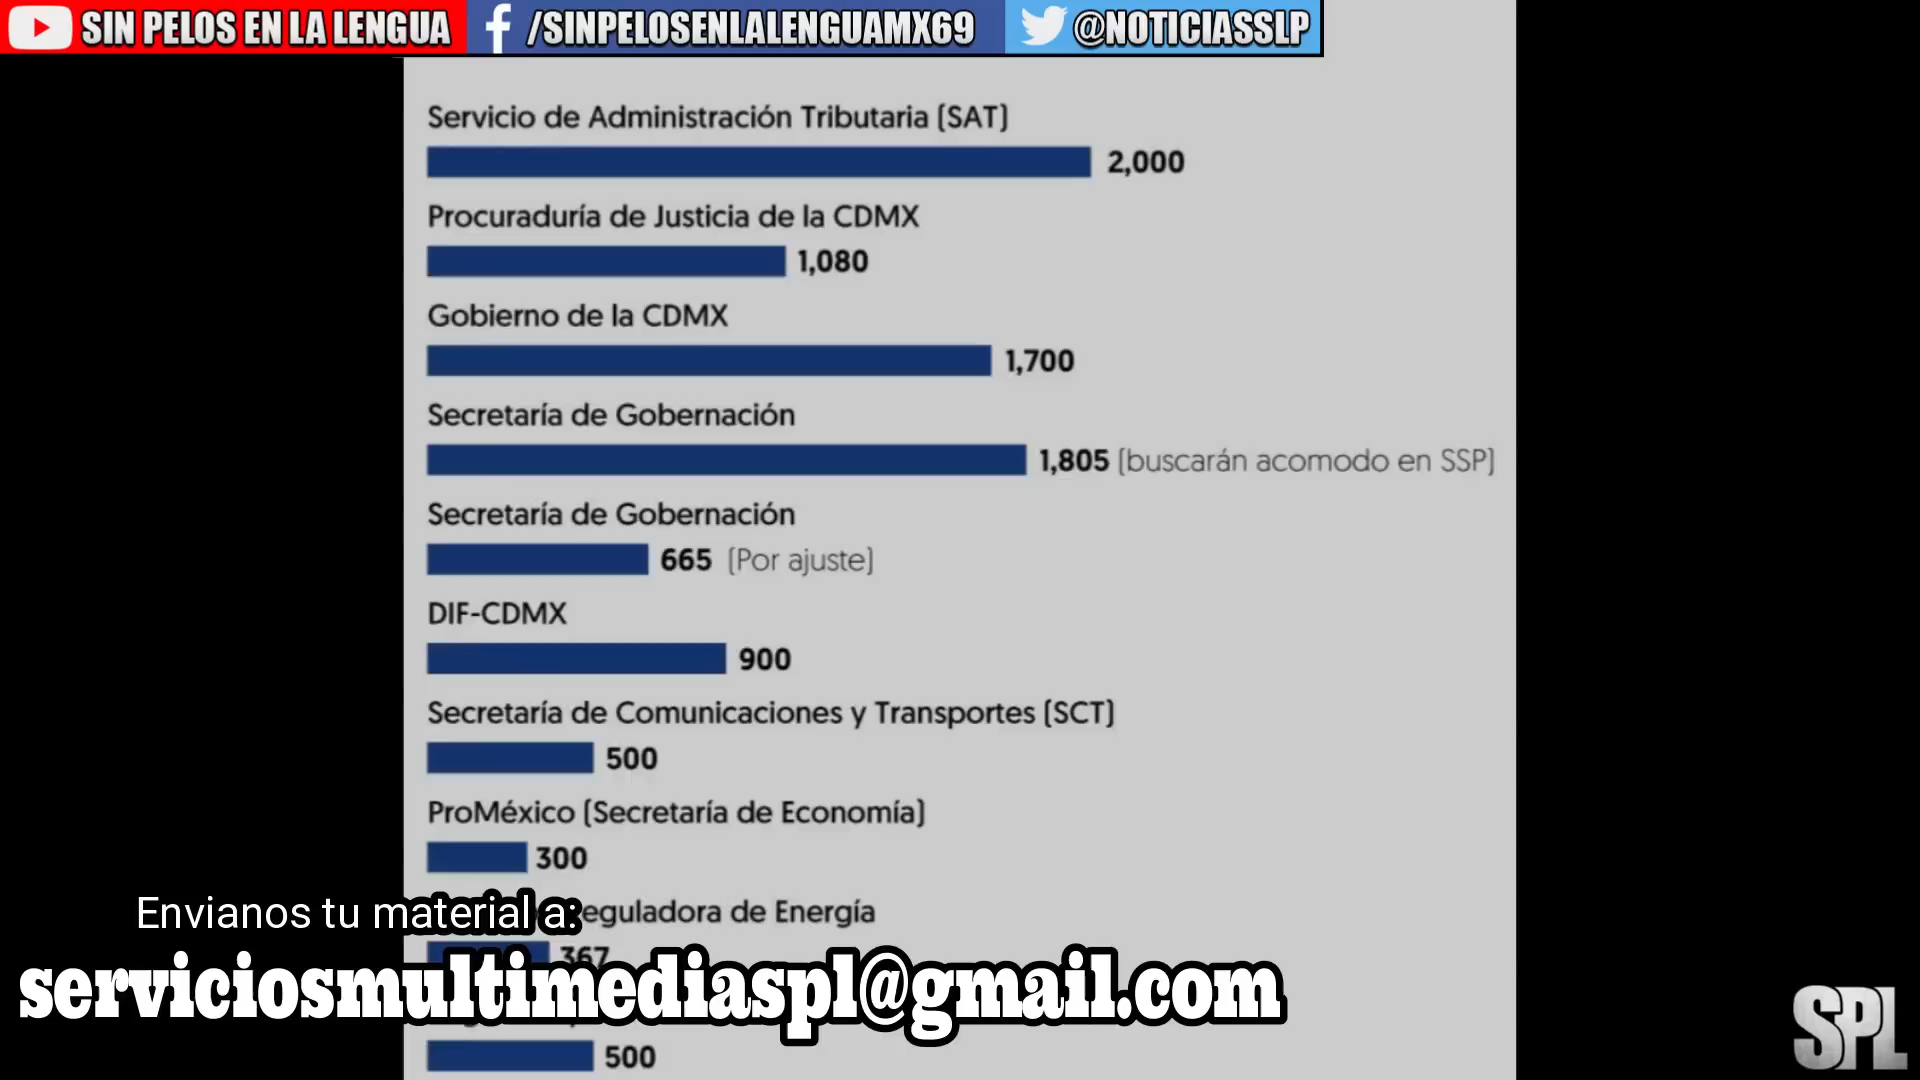 SIN PELOS EN LA LENGUA /SINPELOSENLALENGUAMX69 @NOTICIASSLP
Servicio de Administración Tributaria (SAT)
2,000
Procuraduría de Justicia de la CDMX
1,080
Gobierno de la CDMX
1,700
Secretaría de Gobernación
1,805 (buscarán acomodo en SSP)
Secretaría de Gobernación
665 (Por ajuste)
DIF-CDMX
900
Secretaría de Comunicaciones y Transportes (SCT)
500
ProMéxico (Secretaría de Economía)
300
Envianos tu material a:
eguladora de Energía
367
serviciosmultimediaspl@gmail.com
500
SPL